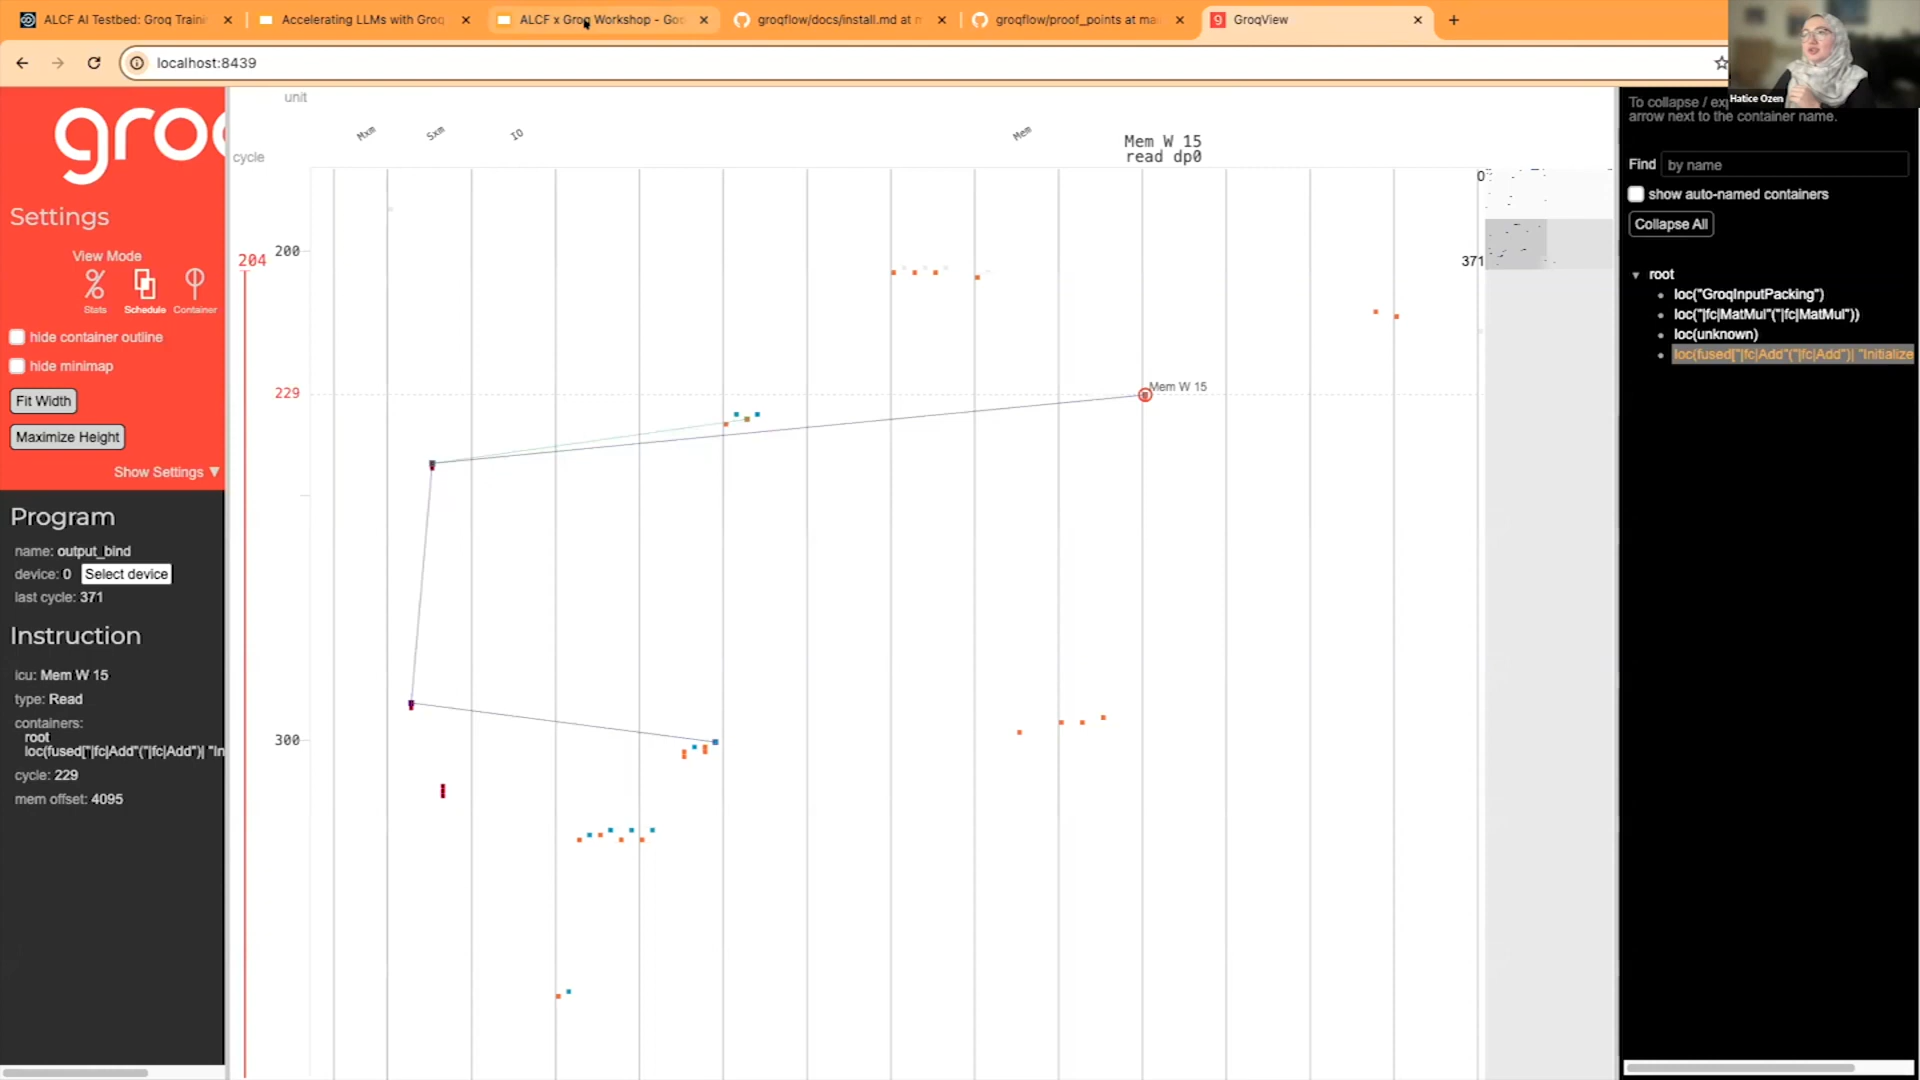 ALCF AI Testbed: Groq Traini
Accelerating LLMs with Groq
ALCF x Groq Workshop - Goo
groqflow/docs/install.md at m
groqflow/proof_points at ma
GroqView
localhost:8439
Hatice Ozen
groq
Settings
View Mode
Stats
Schedule
Container
hide container outline
hide minimap
Fit Width
Maximize Height
Show Settings ▼
Program
name: output_bind
device: 0 Select device
last cycle: 371
Instruction
icu: Mem W 15
type: Read
containers:
root
loc(fused["|fc|Add"("|fc|Add")| "In
cycle: 229
mem offset: 4095
unit
Mxm
Sxm
IO
Mem
Mem W 15
read dp0
cycle
200
204
229
Mem W 15
300
0
371
To collapse / exp
arrow next to the container name.
Find by name
show auto-named containers
Collapse All
root
loc("GroqInputPacking")
loc("|fc|MatMul"("|fc|MatMul"))
loc(unknown)
loc(fused["|fc|Add"("|fc|Add")| "Initialize